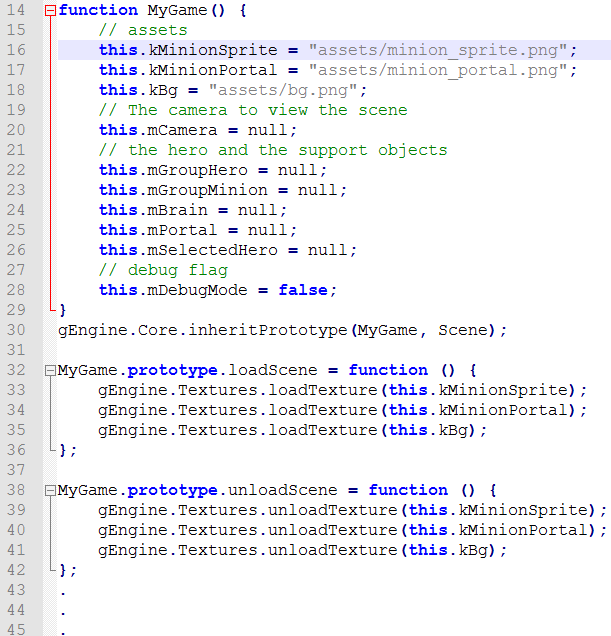 14 function MyGame() {
15     // assets
16     this.kMinionSprite = "assets/minion_sprite.png";
17     this.kMinionPortal = "assets/minion_portal.png";
18     this.kBg = "assets/bg.png";
19     // The camera to view the scene
20     this.mCamera = null;
21     // the hero and the support objects
22     this.mGroupHero = null;
23     this.mGroupMinion = null;
24     this.mBrain = null;
25     this.mPortal = null;
26     this.mSelectedHero = null;
27     // debug flag
28     this.mDebugMode = false;
29 }
30 gEngine.Core.inheritPrototype(MyGame, Scene);
31
32 MyGame.prototype.loadScene = function () {
33     gEngine.Textures.loadTexture(this.kMinionSprite);
34     gEngine.Textures.loadTexture(this.kMinionPortal);
35     gEngine.Textures.loadTexture(this.kBg);
36 };
37
38 MyGame.prototype.unloadScene = function () {
39     gEngine.Textures.unloadTexture(this.kMinionSprite);
40     gEngine.Textures.unloadTexture(this.kMinionPortal);
41     gEngine.Textures.unloadTexture(this.kBg);
42 };
43 .
44 .
45 .